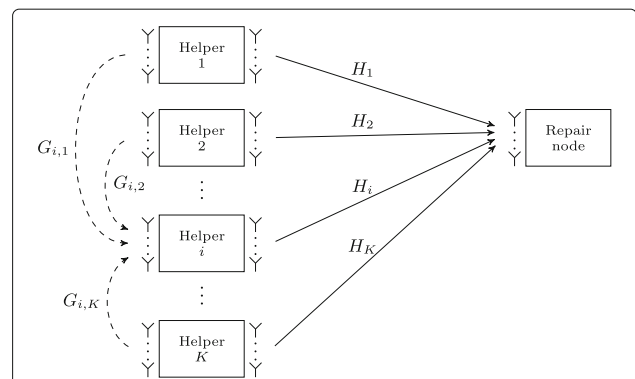 Helper
1
H_1
Helper
2
H_2
Repair
node
G_{i,1}
G_{i,2}
⋮
Helper
i
H_i
H_K
⋮
G_{i,K}
Helper
K